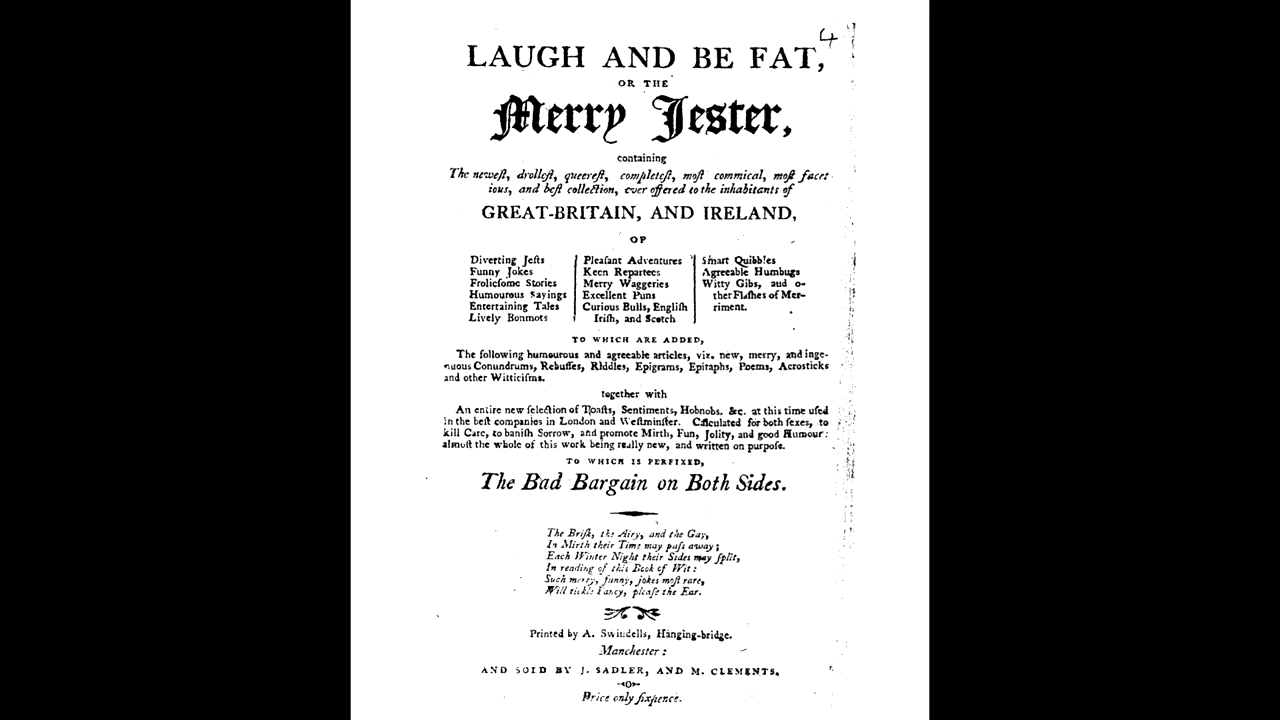 4
LAUGH AND BE FAT,
OR THE
Merry Jester,
containing
The neweſt, drolleſt, queereſt, completeſt, moſt commical, moſt facet
ious, and beſt collection, ever offered to the inhabitants of
GREAT-BRITAIN, AND IRELAND,
OF
Diverting Jeſts
Funny Jokes
Frolicſome Stories
Humourous Sayings
Entertaining Tales
Lively Bonmots
Pleaſant Adventures
Keen Repartees
Merry Waggeries
Excellent Puns
Curious Bulls, Engliſh
Iriſh, and Scotch
Smart Quibbles
Agreeable Humbugs
Witty Gibs, aud o-
ther Flaſhes of Mer-
riment.
TO WHICH ARE ADDED,
The following humourous and agreeable articles, viz. new, merry, and inge-
nuous Conundrums, Rebuſſes, Riddles, Epigrams, Epitaphs, Poems, Acrosticks
and other Witticiſms.
together with
An entire new ſelection of Toaſts, Sentiments, Hobnobs. &c. at this time uſed
in the beſt companies in London and Weſtminſter. Calculated for both ſexes, to
kill Care, to baniſh Sorrow, and promote Mirth, Fun, Jolity, and good Humour:
almoſt the whole of this work being really new, and written on purpoſe.
TO WHICH IS PERFIXED,
The Bad Bargain on Both Sides.
The Briſk, the Airy, and the Gay,
In Mirth their Time may paſs away;
Each Winter Night their Sides may ſplit,
In reading of this Book of Wit:
Such merry, funny, jokes moſt rare,
Will tickle Fancy, pleaſe the Ear.
Printed by A. Swindells, Hanging-bridge.
Manchester:
AND SOLD BY J. SADLER, AND M. CLEMENTS.
Price only ſixpence.